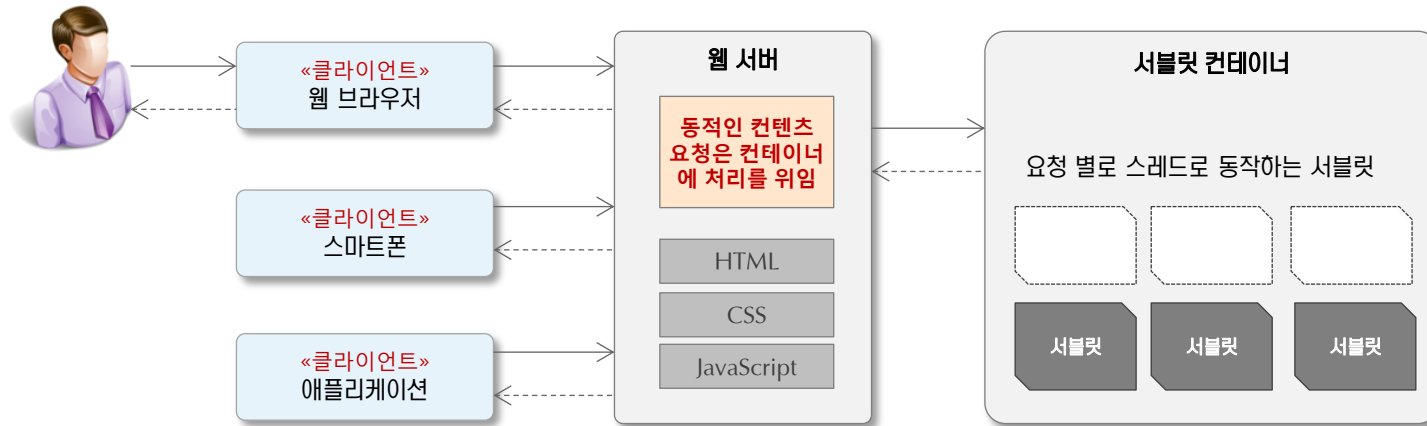 «클라이언트»
웹 브라우저
«클라이언트»
스마트폰
«클라이언트»
애플리케이션
웹 서버
동적인 컨텐츠
요청은 컨테이너
에 처리를 위임
HTML
CSS
JavaScript
서블릿 컨테이너
요청 별로 스레드로 동작하는 서블릿
서블릿
서블릿
서블릿